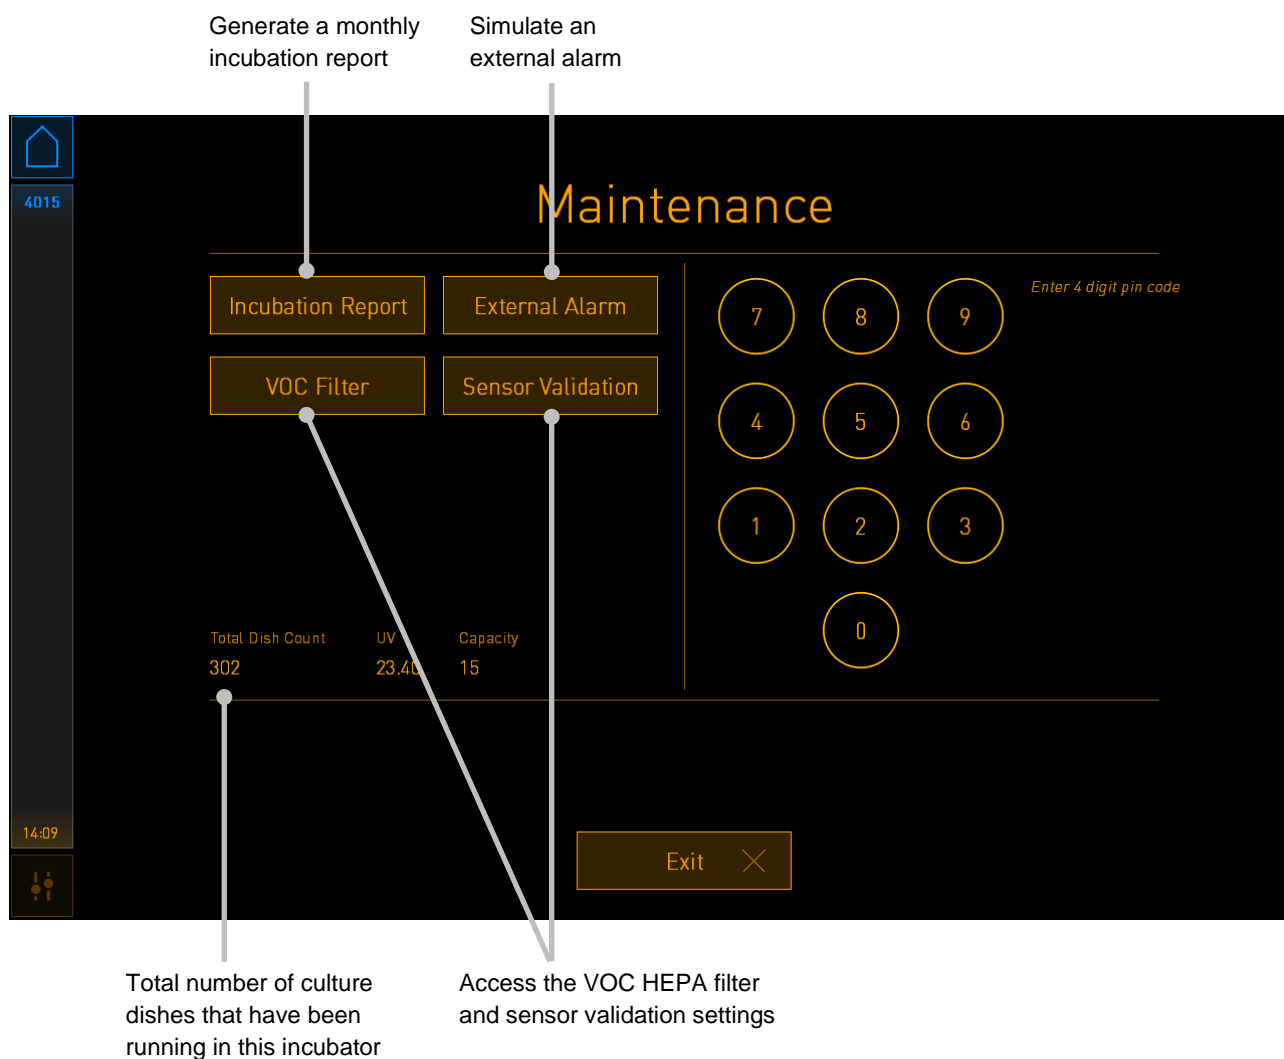 Generate a monthly
incubation report
Simulate an
external alarm
4015
Maintenance
Incubation Report
External Alarm
VOC Filter
Sensor Validation
7
8
9
Enter 4 digit pin code
4
5
6
1
2
3
0
Total Dish Count
UV
Capacity
302
23.40
15
14:09
Exit
Total number of culture
dishes that have been
running in this incubator
Access the VOC HEPA filter
and sensor validation settings